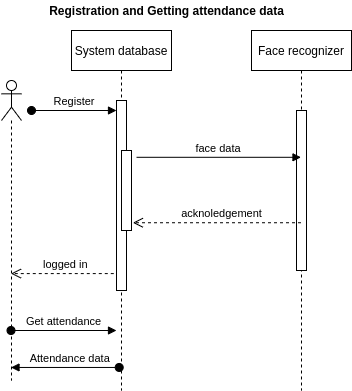 Registration and Getting attendance data
System database
Face recognizer
Register
face data
acknoledgement
logged in
Get attendance
Attendance data